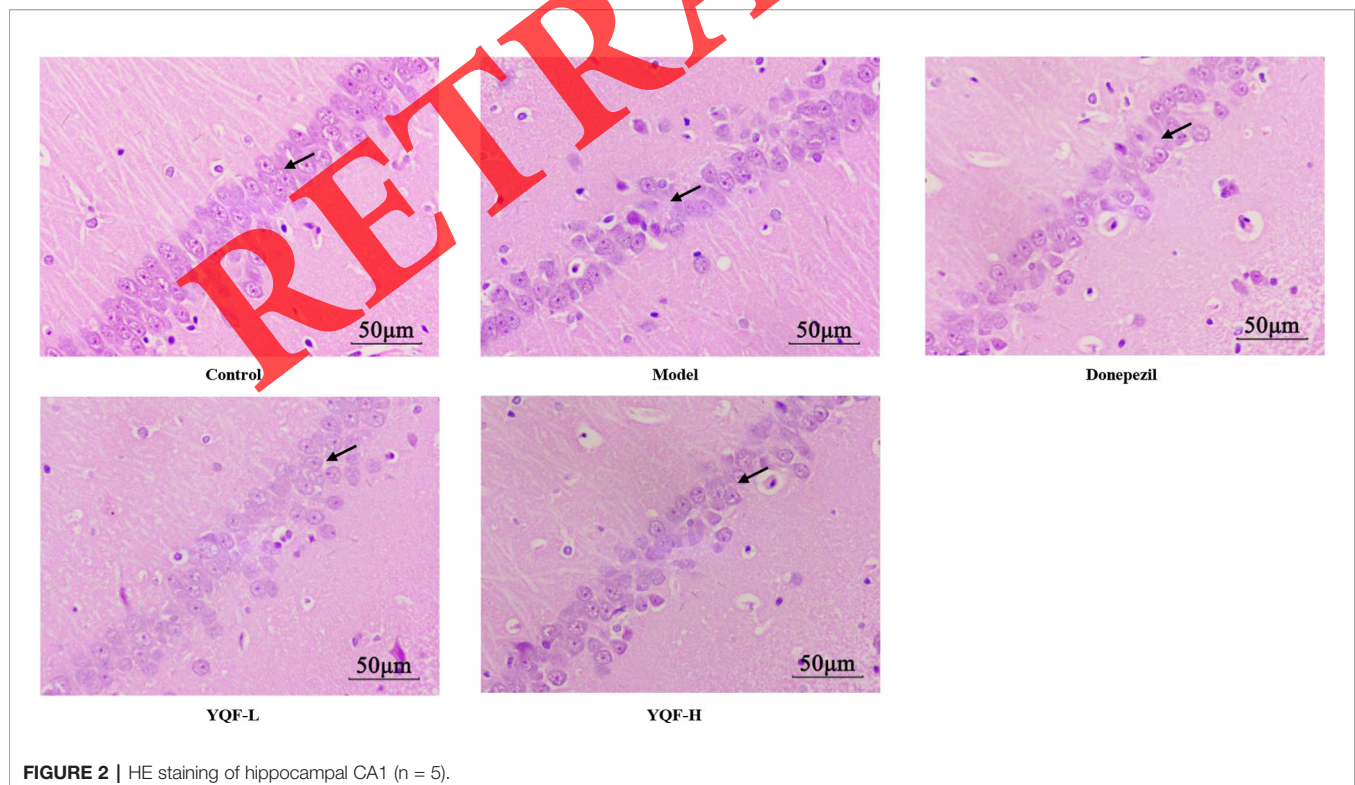 RETRA
50μm
50μm
50μm
Control
Model
Donepezil
50μm
50μm
YQF-L
YQF-H
FIGURE 2 | HE staining of hippocampal CA1 (n = 5).